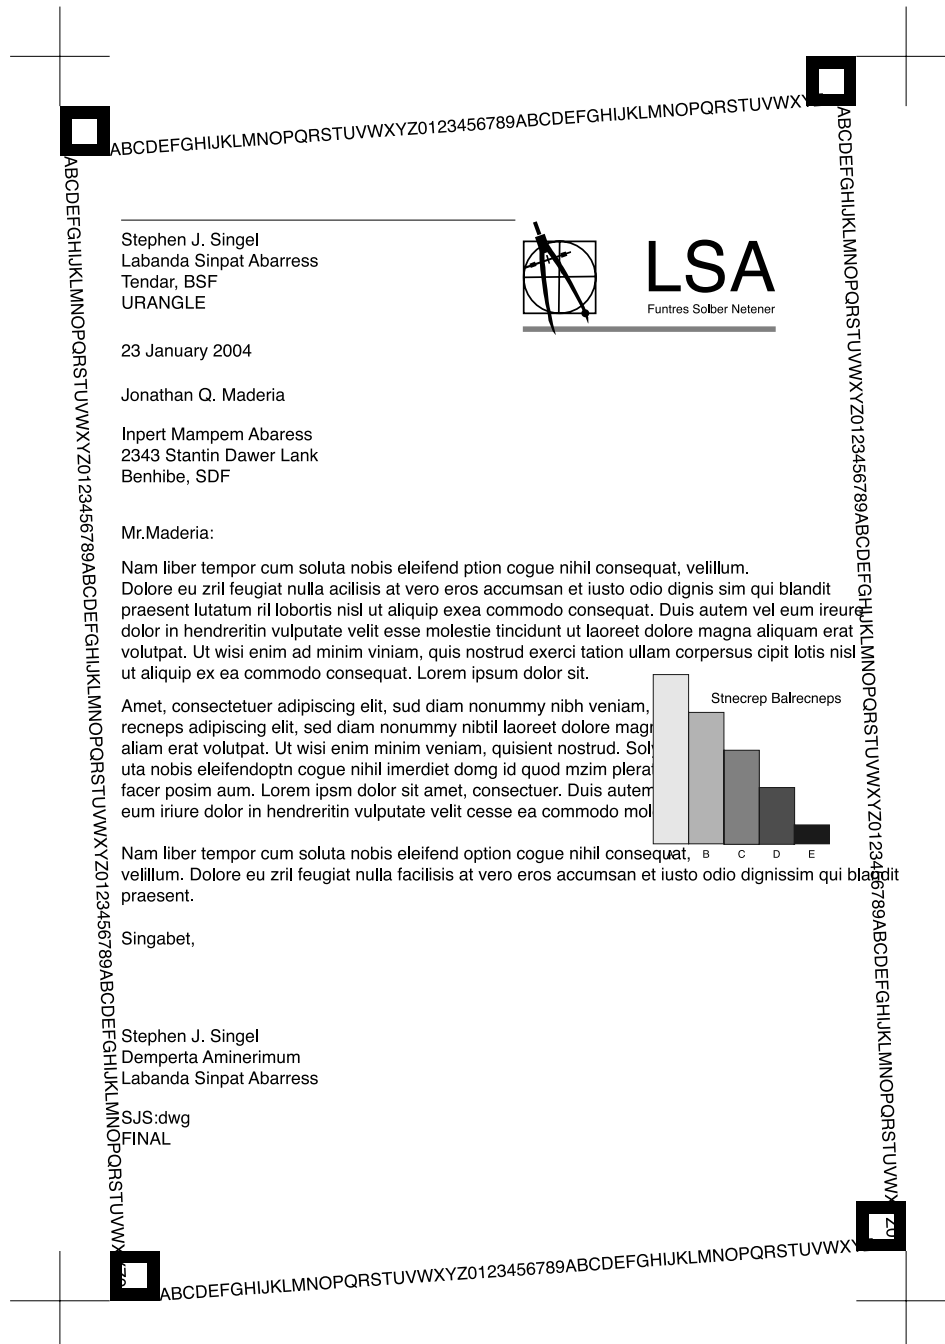 ABCDEFGHIJKLMNOPQRSTUVWXYZ0123456789ABCDEFGHIJKLMNOPQRSTUVWXY
ABCDEFGHIJKLMNOPQRSTUVWXYZ0123456789ABCDEFGHIJKLMNOPQRSTUVWXYZ0123456789ABCDEFGHIJKLMNOPQRSTUVWX
ABCDEFGHIJKLMNOPQRSTUVWXYZ0123456789ABCDEFGHIJKLMNOPQRSTUVWXYZ0123456789ABCDEFGHIJKLMNOPQRSTUVWX Z0
Stephen J. Singel
Labanda Sinpat Abarress
Tendar, BSF
URANGLE
LSA
Funtres Solber Netener
23 January 2004
Jonathan Q. Maderia
Inpert Mampem Abaress
2343 Stantin Dawer Lank
Benhibe, SDF
Mr.Maderia:
Nam liber tempor cum soluta nobis eleifend ption cogue nihil consequat, velillum.
Dolore eu zril feugiat nulla acilisis at vero eros accumsan et iusto odio dignis sim qui blandit
praesent lutatum ril lobortis nisl ut aliquip exea commodo consequat. Duis autem vel eum ireure
dolor in hendreritin vulputate velit esse molestie tincidunt ut laoreet dolore magna aliquam erat
volutpat. Ut wisi enim ad minim viniam, quis nostrud exerci tation ullam corpersus cipit lotis nisl
ut aliquip ex ea commodo consequat. Lorem ipsum dolor sit.
Amet, consectetuer adipiscing elit, sud diam nonummy nibh veniam,
recneps adipiscing elit, sed diam nonummy nibtil laoreet dolore magn
aliam erat volutpat. Ut wisi enim minim veniam, quisient nostrud. Soly
uta nobis eleifendoptn cogue nihil imerdiet domg id quod mzim plerat
facer posim aum. Lorem ipsm dolor sit amet, consectuer. Duis autem
eum iriure dolor in hendreritin vulputate velit cesse ea commodo mol
Stnecrep Balrecneps
A B C D E
Nam liber tempor cum soluta nobis eleifend option cogue nihil consequat,
velillum. Dolore eu zril feugiat nulla facilisis at vero eros accumsan et iusto odio dignissim qui blandit
praesent.
Singabet,
Stephen J. Singel
Demperta Aminerimum
Labanda Sinpat Abarress
SJS:dwg
FINAL
ABCDEFGHIJKLMNOPQRSTUVWXYZ0123456789ABCDEFGHIJKLMNOPQRSTUVWXY